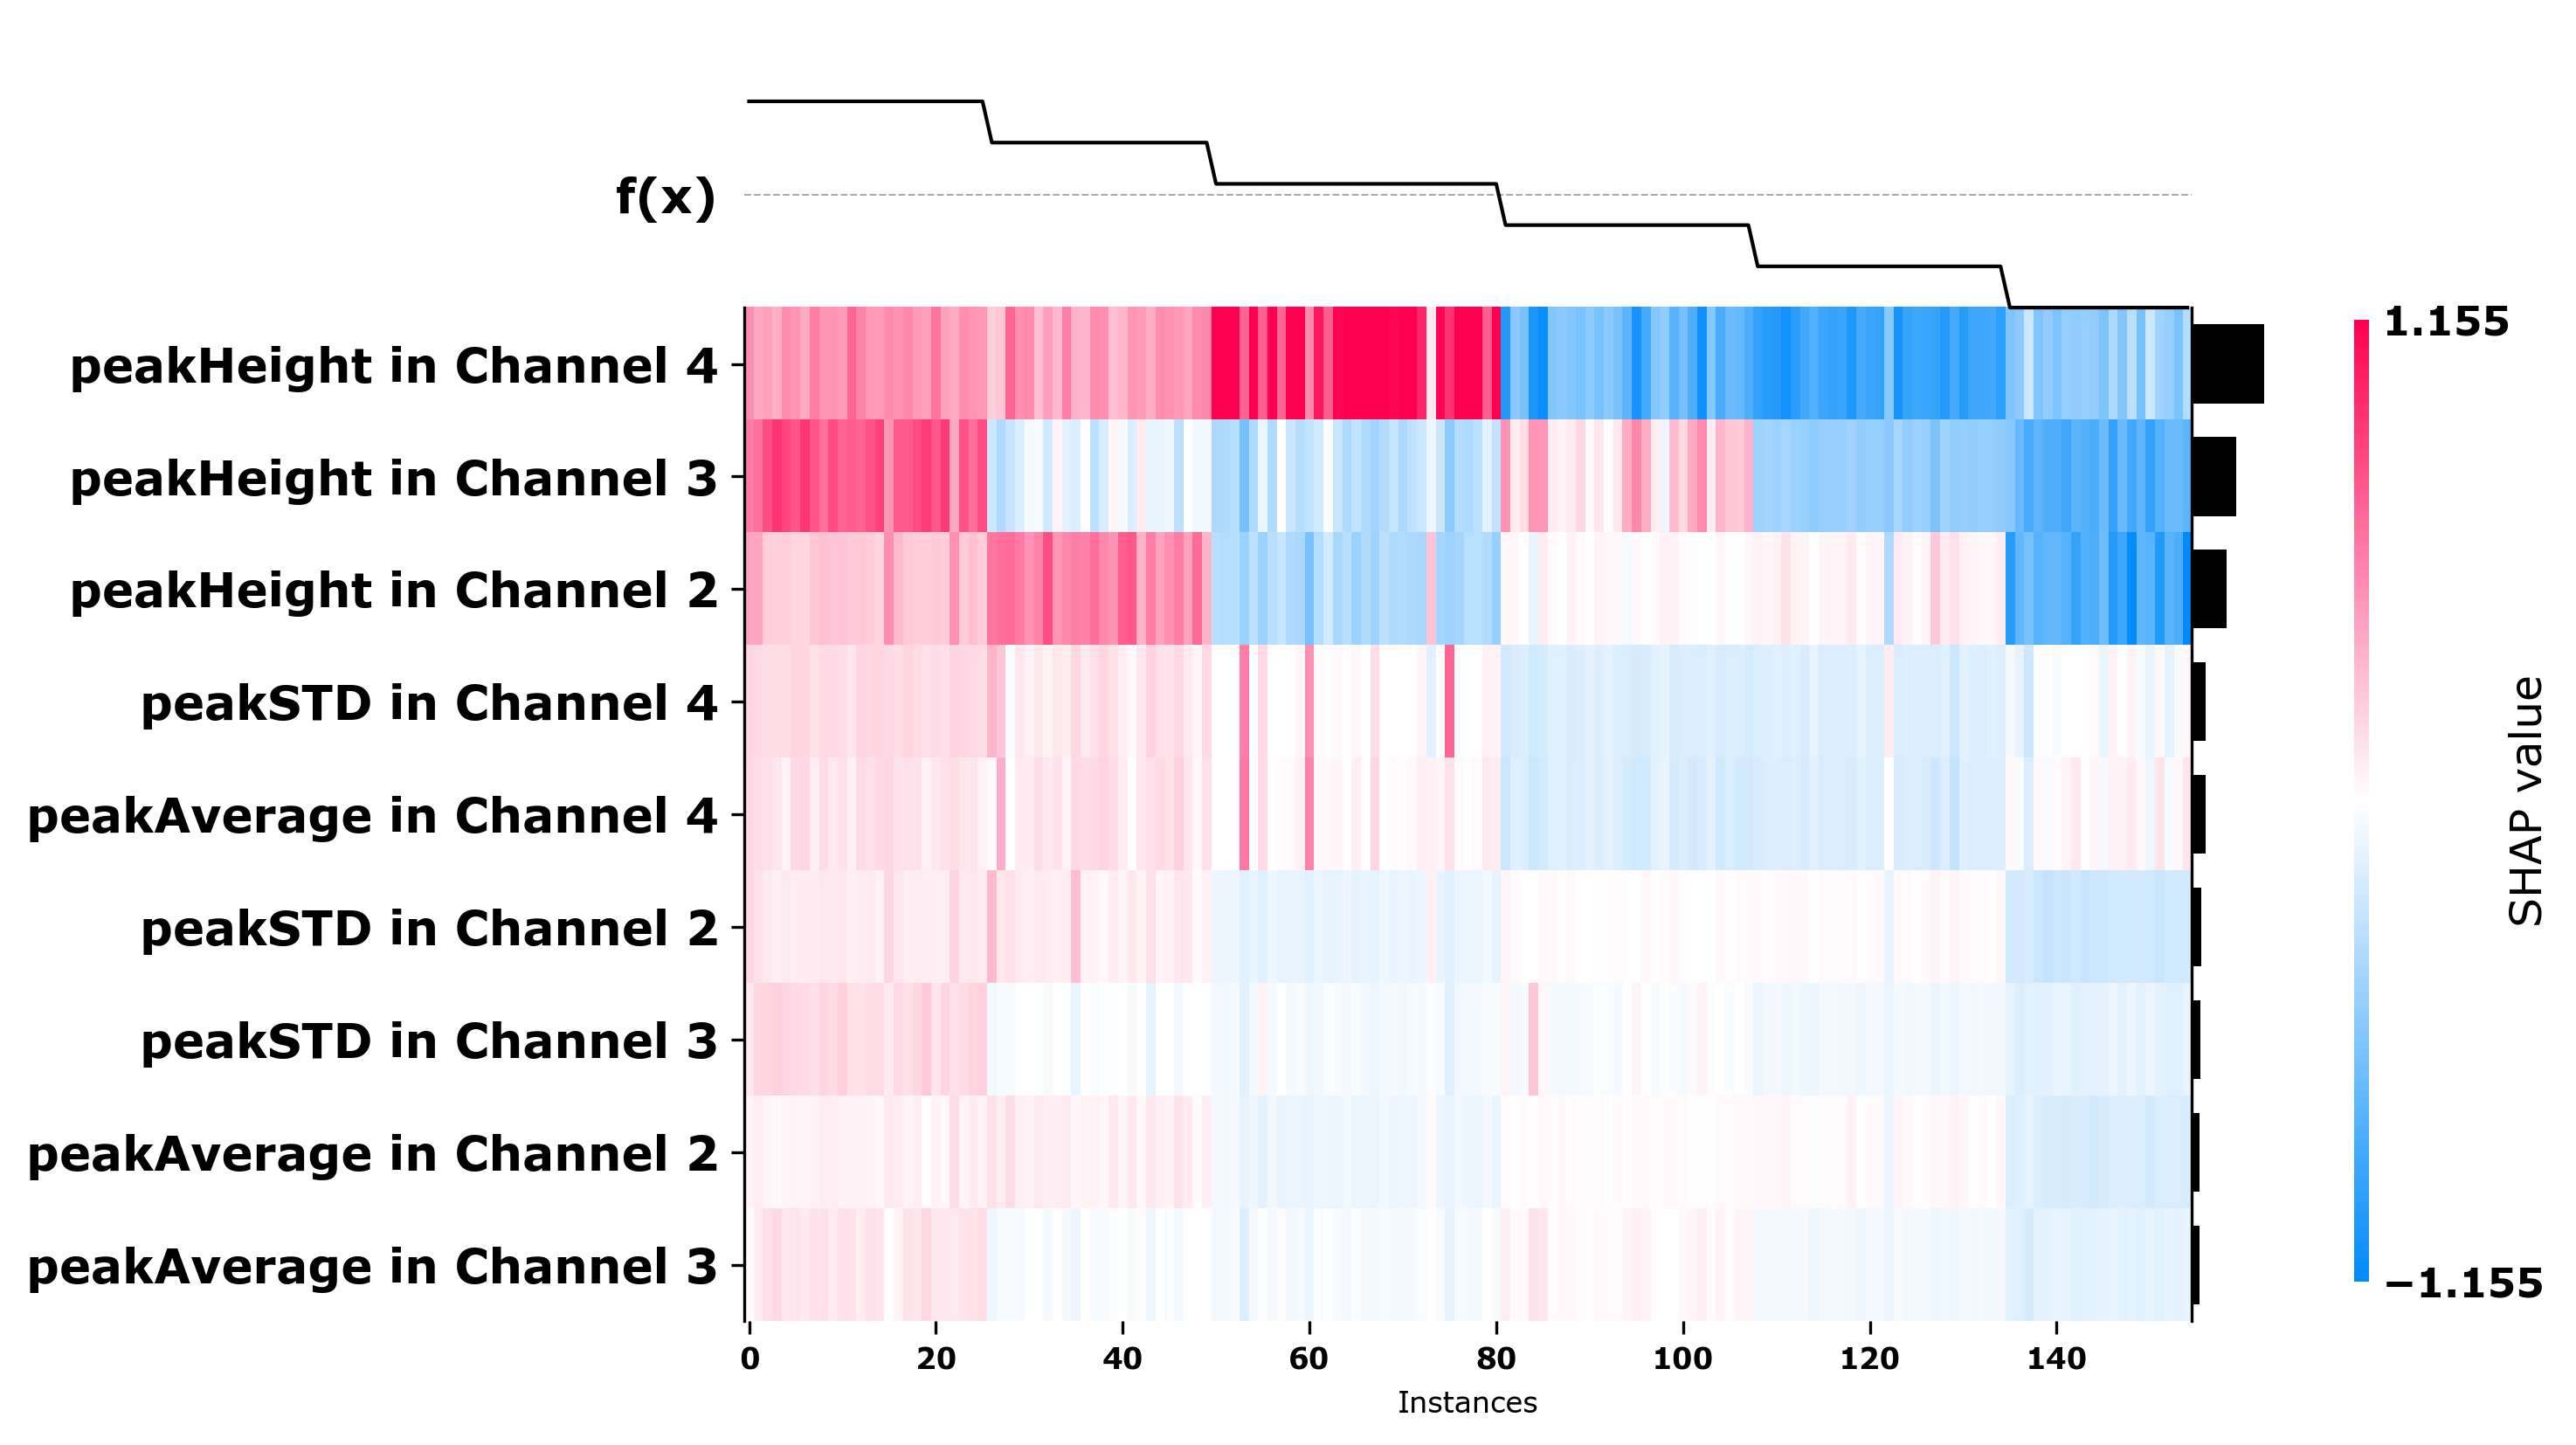 f(x)
peakHeight in Channel 4
peakHeight in Channel 3
peakHeight in Channel 2
peakSTD in Channel 4
peakAverage in Channel 4
peakSTD in Channel 2
peakSTD in Channel 3
peakAverage in Channel 2
peakAverage in Channel 3
0 20 40 60 80 100 120 140
Instances
1.155
SHAP value
−1.155